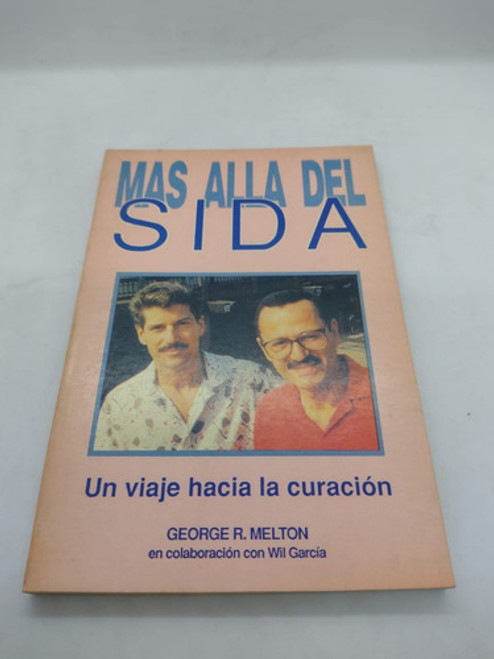 MAS ALLA DEL
SIDA
Un viaje hacia la curación
GEORGE R. MELTON
en colaboración con Wil García